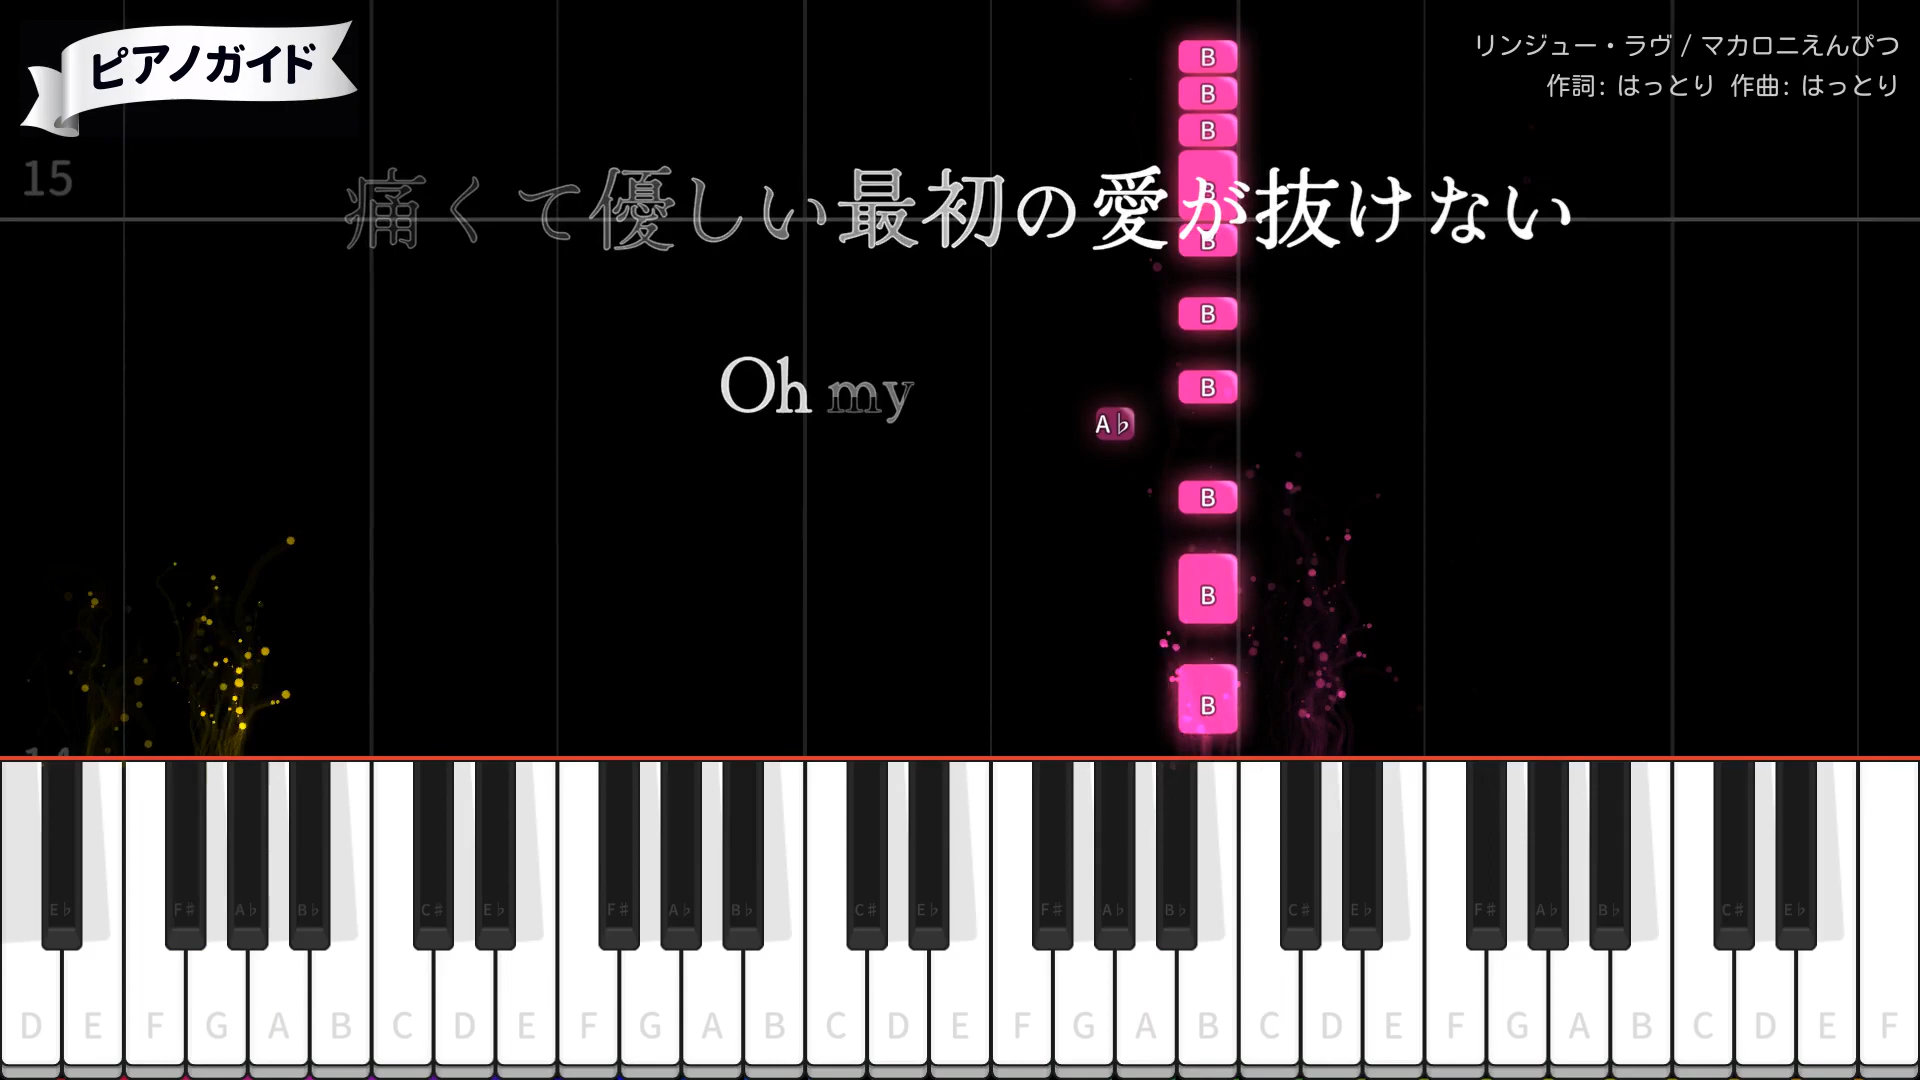 ピアノガイド
リンジュー・ラヴ / マカロニえんぴつ
作詞: はっとり 作曲: はっとり
B
B
B
15
B
痛くて優しい最初の愛が抜けない
B
B
Oh my
B
A♭
B
B
B
E♭ F♯ A♭ B♭ C♯ E♭ F♯ A♭ B♭ C♯ E♭ F♯ A♭ B♭ C♯ E♭ F♯ A♭ B♭ C♯ E♭
D E F G A B C D E F G A B C D E F G A B C D E F G A B C D E F